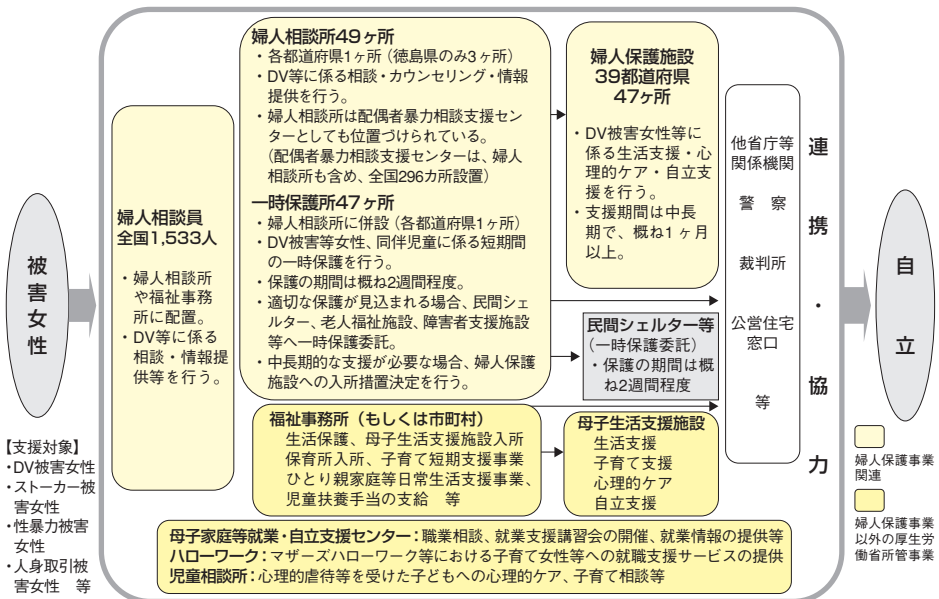 被害女性
【支援対象】
・DV被害女性
・ストーカー被
害女性
・性暴力被害
女性
・人身取引被
害女性　等
婦人相談員
全国1,533人
・婦人相談所
や福祉事務
所に配置。
・DV等に係る
相談・情報提
供等を行う。
婦人相談所49ヶ所
・各都道府県1ヶ所（徳島県のみ3ヶ所）
・DV等に係る相談・カウンセリング・情報
提供を行う。
・婦人相談所は配偶者暴力相談支援セン
ターとしても位置づけられている。
（配偶者暴力相談支援センターは、婦人
相談所も含め、全国296カ所設置）
一時保護所47ヶ所
・婦人相談所に併設（各都道府県1ヶ所）
・DV被害等女性、同伴児童に係る短期間
の一時保護を行う。
・保護の期間は概ね2週間程度。
・適切な保護が見込まれる場合、民間シェ
ルター、老人福祉施設、障害者支援施設
等へ一時保護委託。
・中長期的な支援が必要な場合、婦人保護
施設への入所措置決定を行う。
婦人保護施設
39都道府県
47ヶ所
・DV被害女性等に
係る生活支援・心
理的ケア・自立支
援を行う。
・支援期間は中長
期で、概ね1ヶ月
以上。
民間シェルター等
（一時保護委託）
・保護の期間は概
ね2週間程度
福祉事務所（もしくは市町村）
生活保護、母子生活支援施設入所
保育所入所、子育て短期支援事業
ひとり親家庭等日常生活支援事業、
児童扶養手当の支給　等
母子生活支援施設
生活支援
子育て支援
心理的ケア
自立支援
他省庁等
関係機関
警　察
裁判所
公営住宅
窓口
等
連携・協力
自立
母子家庭等就業・自立支援センター：職業相談、就業支援講習会の開催、就業情報の提供等
ハローワーク：マザーズハローワーク等における子育て女性等への就職支援サービスの提供
児童相談所：心理的虐待等を受けた子どもへの心理的ケア、子育て相談等
婦人保護事業
関連
婦人保護事業
以外の厚生労
働省所管事業